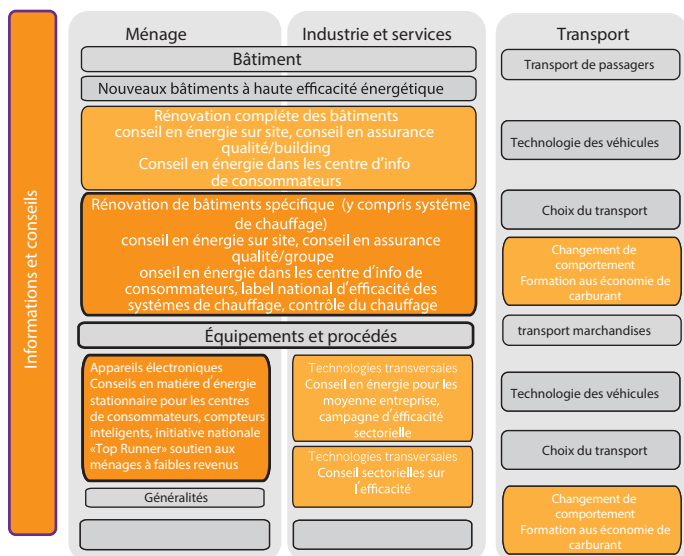 Informations et conseils
Ménage
Industrie et services
Bâtiment
Nouveaux bâtiments à haute efficacité énergétique
Rénovation compléte des bâtiments
conseil en énergie sur site, conseil en assurance
qualité/building
Conseil en énergie dans les centre d'info
de consommateurs
Rénovation de bâtiments spécifique (y compris systéme
de chauffage)
conseil en énergie sur site, conseil en assurance
qualité/groupe
onseil en énergie dans les centre d'info de
consommateurs, label national d'efficacité des
systémes de chauffage, contrôle du chauffage
Équipements et procédés
Appareils électroniques
Conseils en matiére d'énergie
stationnaire pour les centres
de consommateurs, compteurs
inteligents, initiative nationale
«Top Runner» soutien aux
ménages à faibles revenus
Généralités
Technologies transversales
Conseil en énergie pour les
moyenne entreprise,
campagne d'éfficacité
sectorielle
Technologies transversales
Conseil sectorielles sur
l'efficacité
Transport
Transport de passagers
Technologie des véhicules
Choix du transport
Changement de
comportement
Formation aus économie de
carburant
transport marchandises
Technologie des véhicules
Choix du transport
Changement de
comportement
Formation aus économie de
carburant